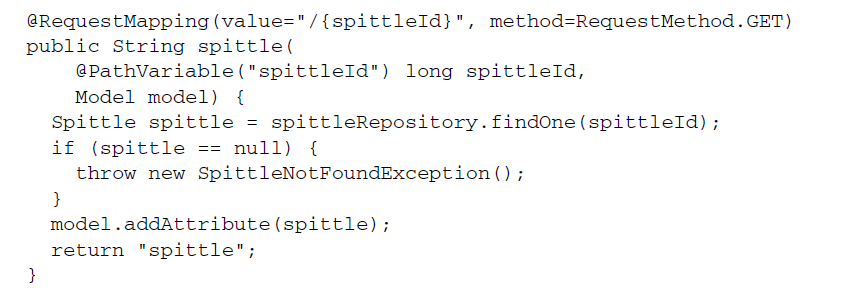 @RequestMapping(value="/{spittleId}", method=RequestMethod.GET)
public String spittle(
    @PathVariable("spittleId") long spittleId,
    Model model) {
  Spittle spittle = spittleRepository.findOne(spittleId);
  if (spittle == null) {
    throw new SpittleNotFoundException();
  }
  model.addAttribute(spittle);
  return "spittle";
}